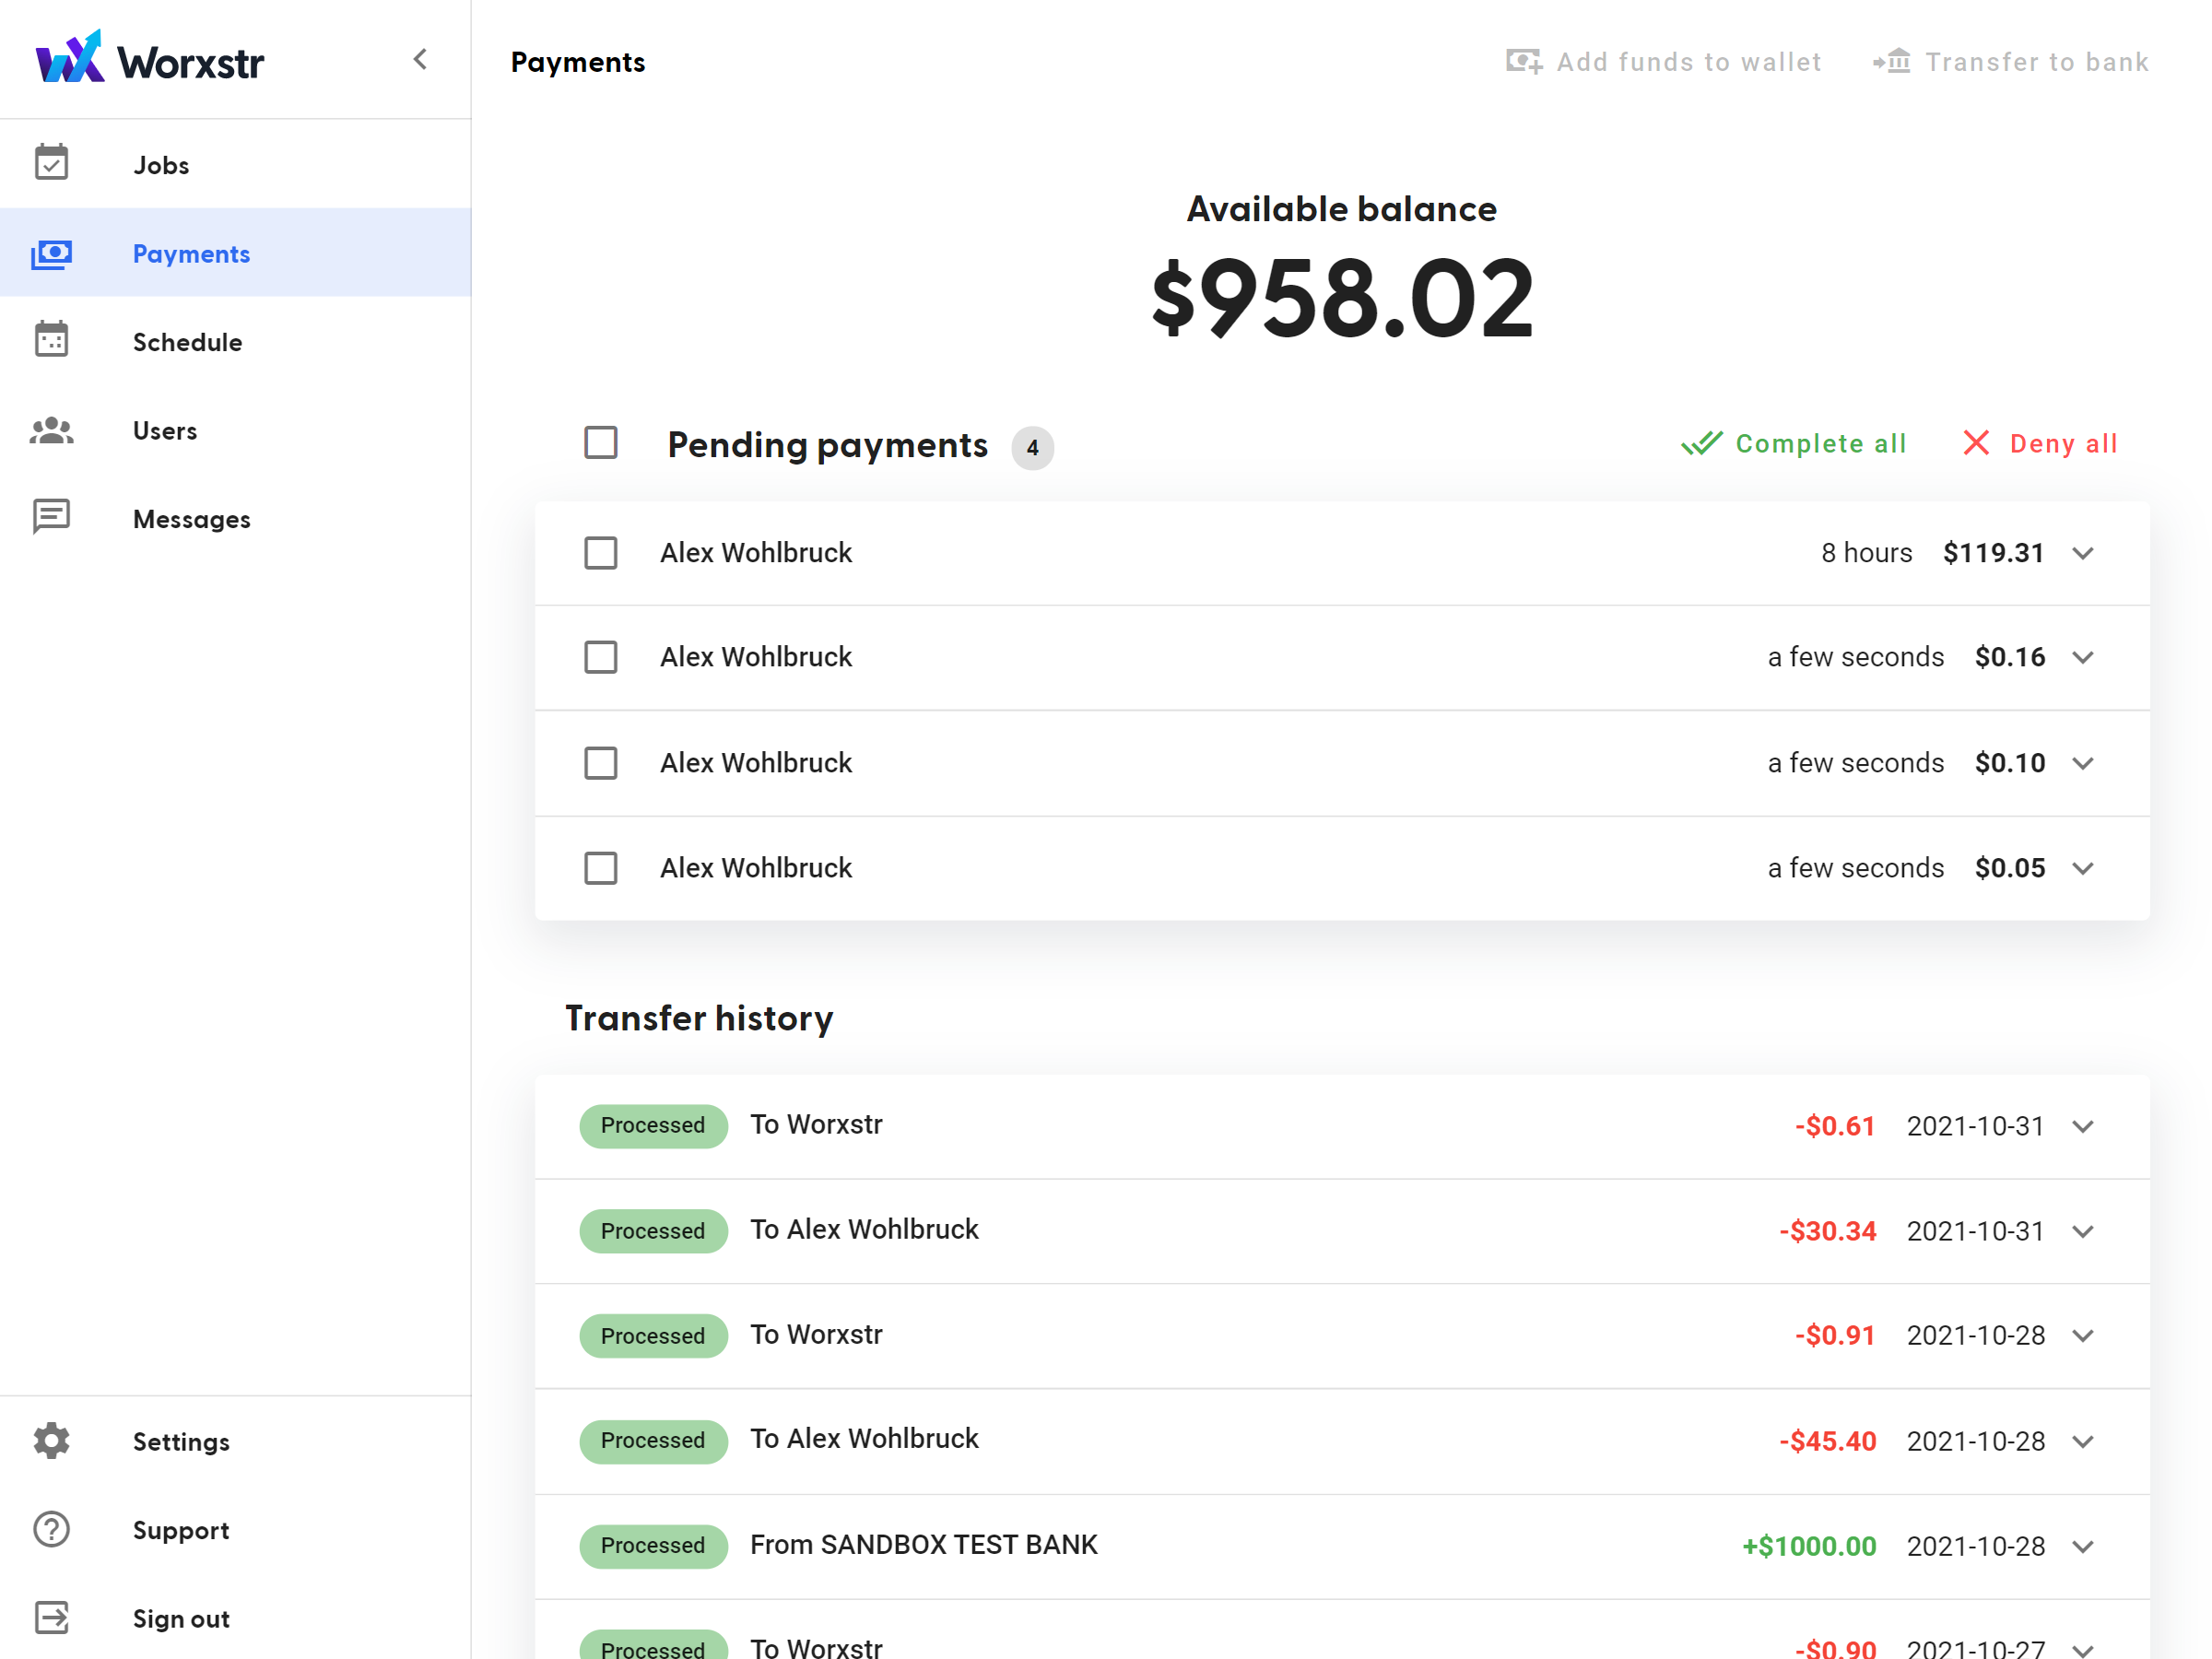 Worxstr
Jobs
Payments
Schedule
Users
Messages
Settings
Support
Sign out
Payments
Add funds to wallet
Transfer to bank
Available balance
$958.02
Pending payments 4
Complete all
Deny all
Alex Wohlbruck 8 hours $119.31
Alex Wohlbruck a few seconds $0.16
Alex Wohlbruck a few seconds $0.10
Alex Wohlbruck a few seconds $0.05
Transfer history
Processed To Worxstr -$0.61 2021-10-31
Processed To Alex Wohlbruck -$30.34 2021-10-31
Processed To Worxstr -$0.91 2021-10-28
Processed To Alex Wohlbruck -$45.40 2021-10-28
Processed From SANDBOX TEST BANK +$1000.00 2021-10-28
Processed To Worxstr -$0.90 2021-10-27